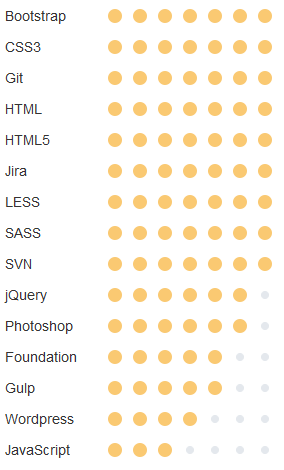 Bootstrap
CSS3
Git
HTML
HTML5
Jira
LESS
SASS
SVN
jQuery
Photoshop
Foundation
Gulp
Wordpress
JavaScript